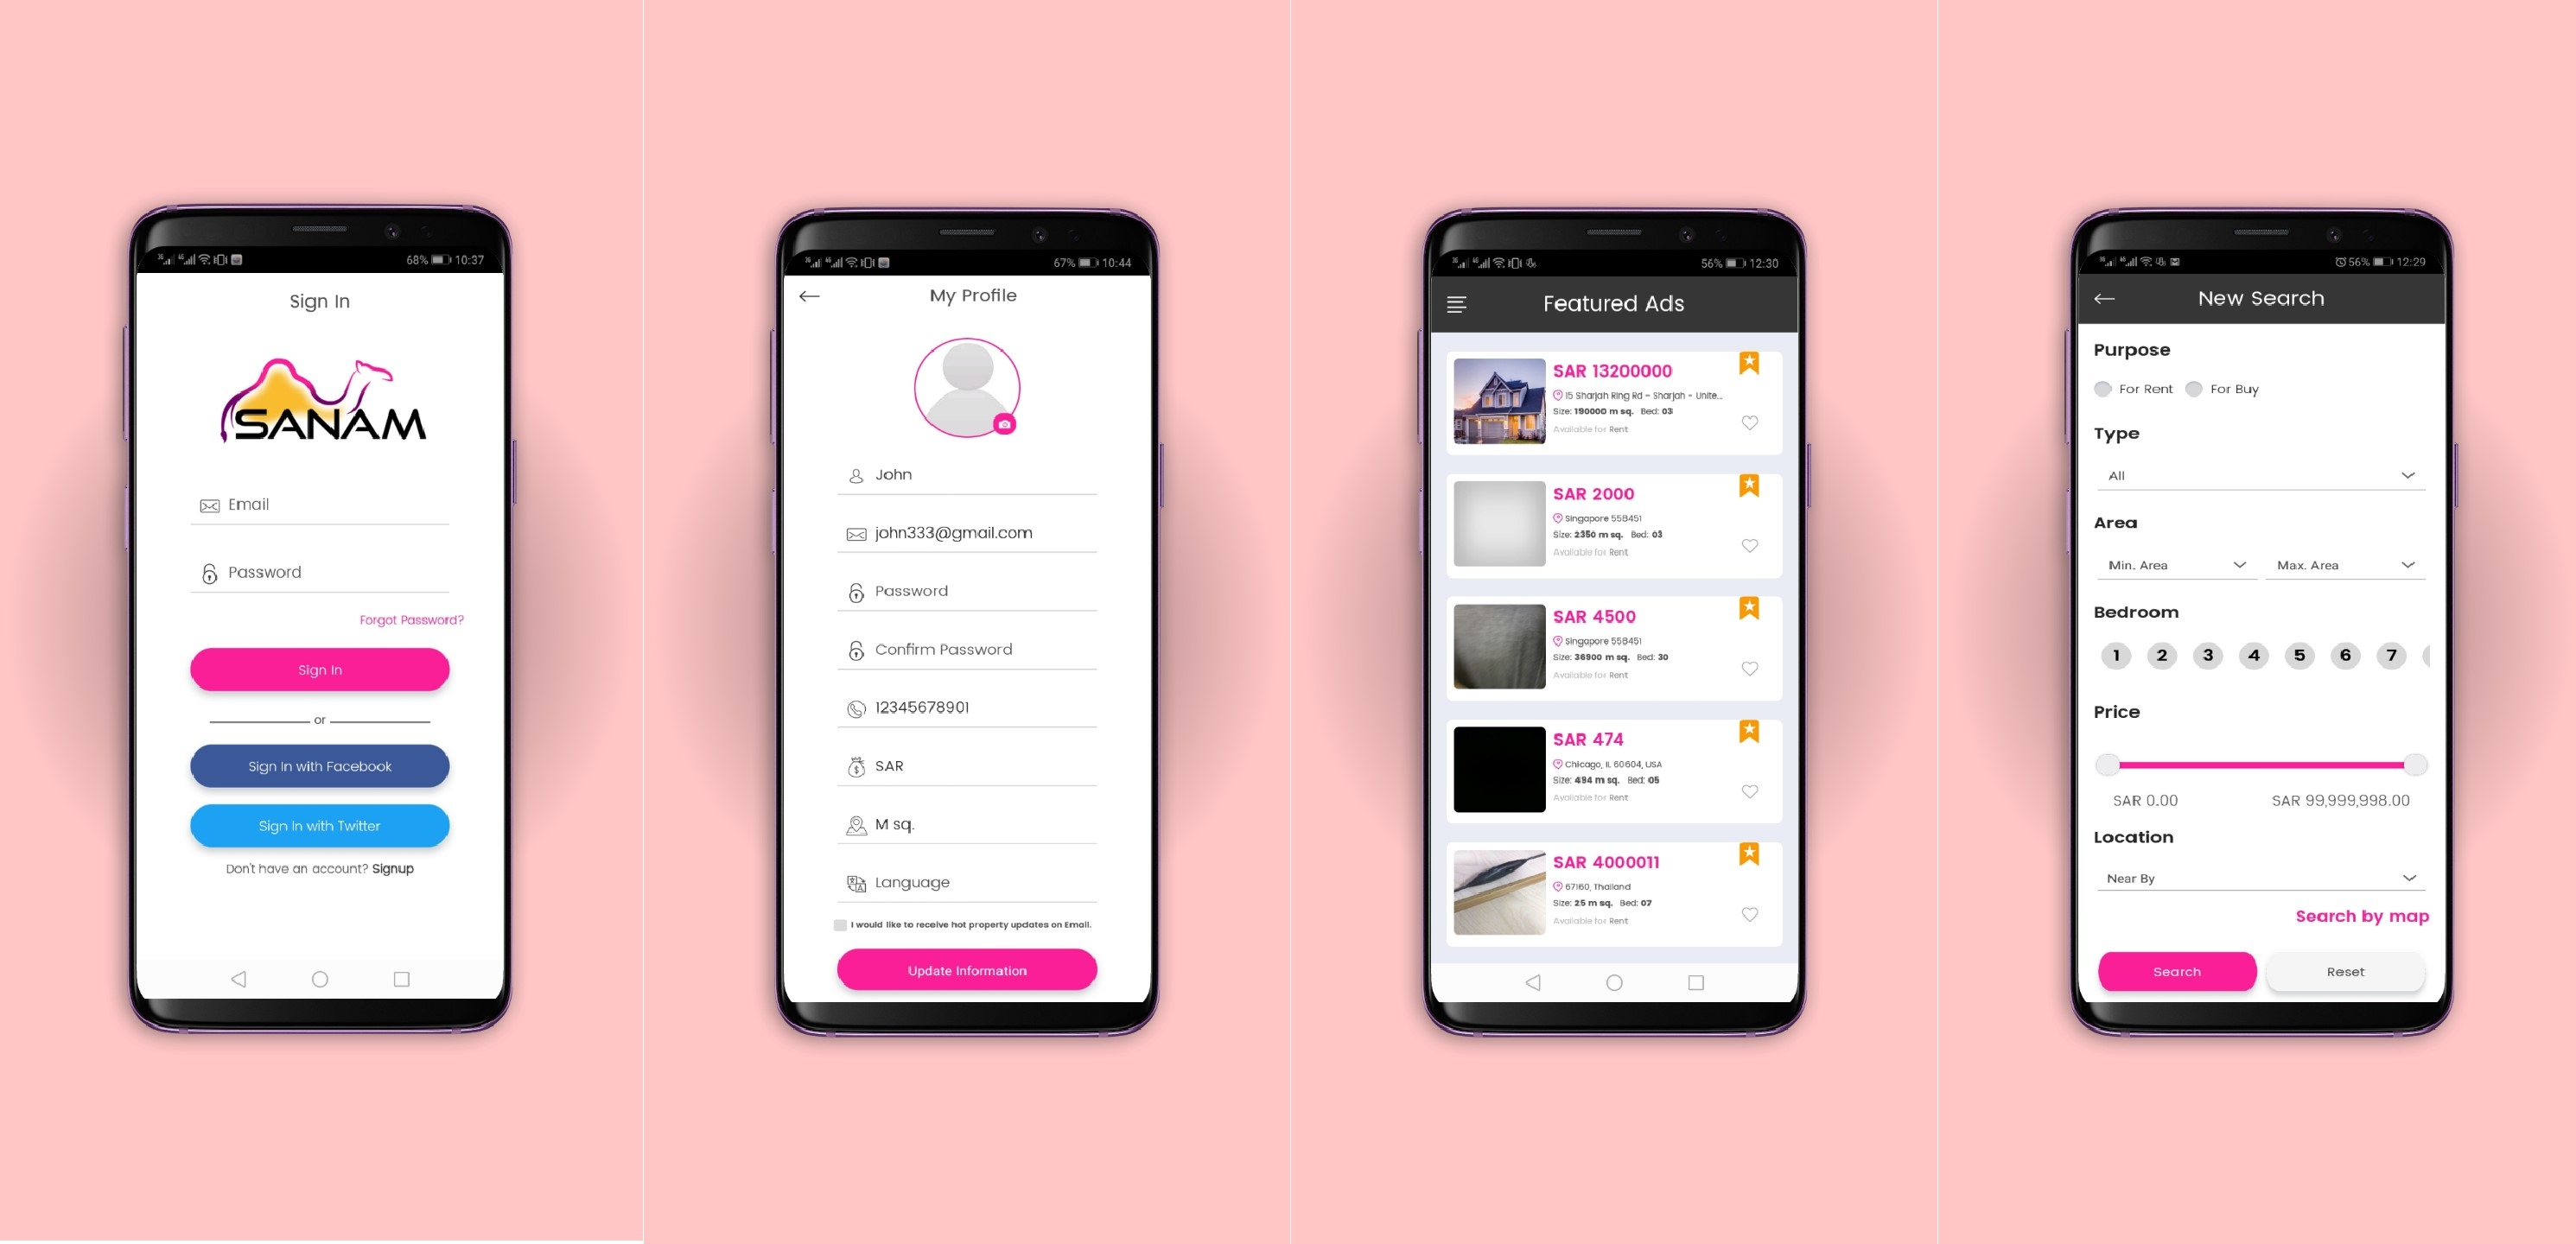 68% 10:37
Sign In
SANAM
Email
Password
Forgot Password?
Sign In
or
Sign In with Facebook
Sign In with Twitter
Don't have an account? Signup
67% 10:44
My Profile
John
john333@gmail.com
Password
Confirm Password
12345678901
SAR
M sq.
Language
I would like to receive hot property updates on Email.
Update Information
56% 12:30
Featured Ads
SAR 13200000
15 Sharjah Ring Rd - Sharjah - Unite...
Size: 190000 m sq. Bed: 03
Available for Rent
SAR 2000
Singapore 558451
Size: 2350 m sq. Bed: 03
Available for Rent
SAR 4500
Singapore 558451
Size: 36900 m sq. Bed: 30
Available for Rent
SAR 474
Chicago, IL 60604, USA
Size: 494 m sq. Bed: 05
Available for Rent
SAR 4000011
67160, Thailand
Size: 25 m sq. Bed: 07
Available for Rent
56% 12:29
New Search
Purpose
For Rent For Buy
Type
All
Area
Min. Area Max. Area
Bedroom
1 2 3 4 5 6 7
Price
SAR 0.00 SAR 99,999,998.00
Location
Near By
Search by map
Search Reset